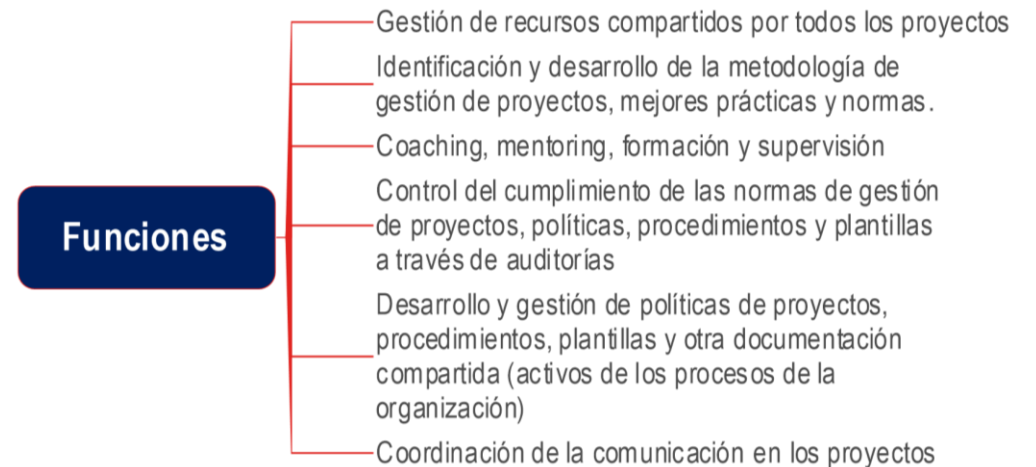 Funciones
Gestión de recursos compartidos por todos los proyectos
Identificación y desarrollo de la metodología de
gestión de proyectos, mejores prácticas y normas.
Coaching, mentoring, formación y supervisión
Control del cumplimiento de las normas de gestión
de proyectos, políticas, procedimientos y plantillas
a través de auditorías
Desarrollo y gestión de políticas de proyectos,
procedimientos, plantillas y otra documentación
compartida (activos de los procesos de la
organización)
Coordinación de la comunicación en los proyectos